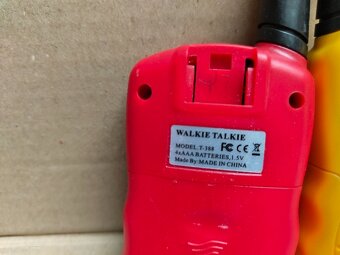 WALKIE TALKIE
MODEL: T-388 FC CE
4xAAA BATTERIES, 1.5V
Made By: MADE IN CHINA